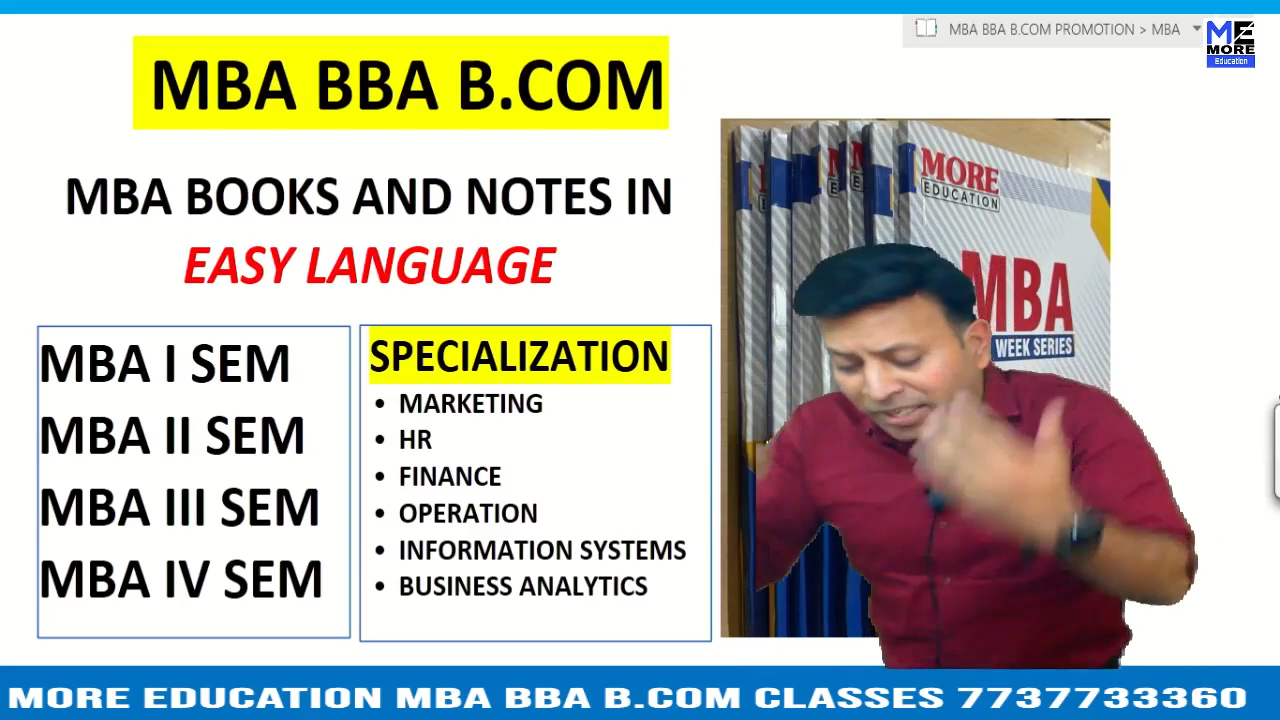 MBA BBA B.COM PROMOTION > MBA
ME
MORE
Education
MBA BBA B.COM
MBA BOOKS AND NOTES IN
EASY LANGUAGE
MBA I SEM
MBA II SEM
MBA III SEM
MBA IV SEM
SPECIALIZATION
• MARKETING
• HR
• FINANCE
• OPERATION
• INFORMATION SYSTEMS
• BUSINESS ANALYTICS
MORE
EDUCATION
MBA
WEEK SERIES
MORE EDUCATION MBA BBA B.COM CLASSES 7737733360